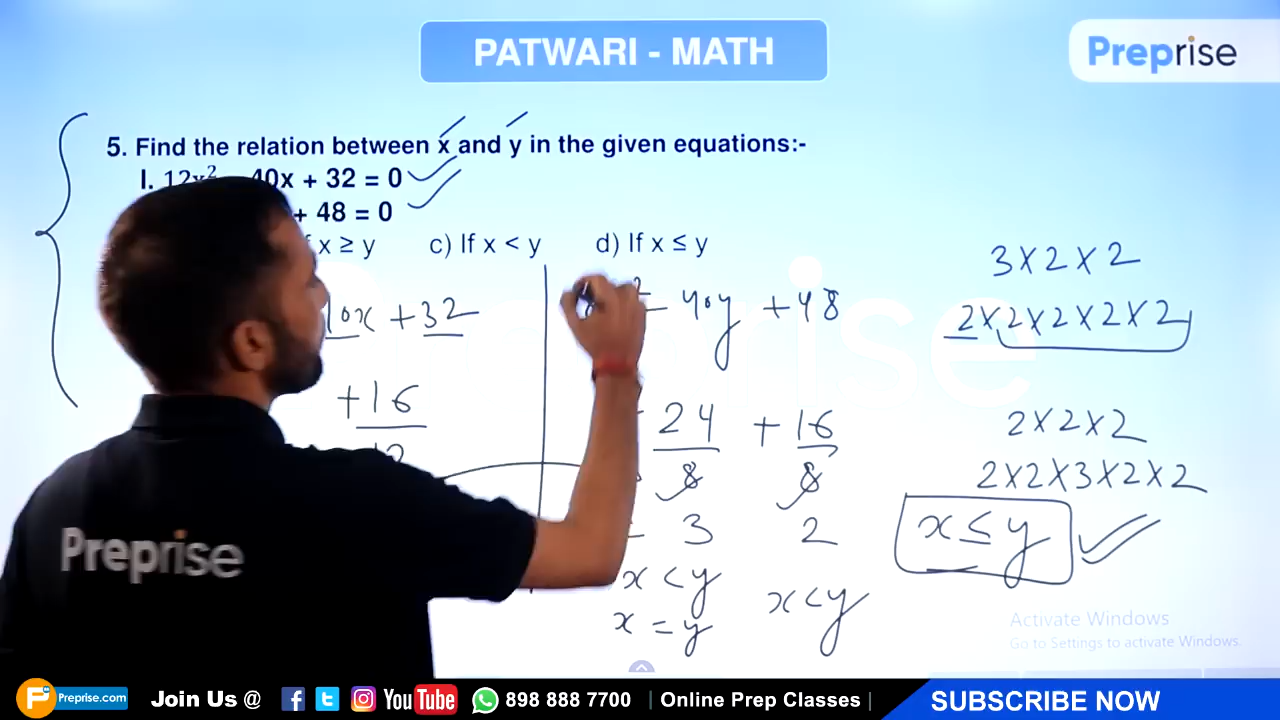 PATWARI - MATH
Preprise
5. Find the relation between x and y in the given equations:-
I. 12x² 40x + 32 = 0
+ 48 = 0
x ≥ y c) If x < y d) If x ≤ y
10x + 32
2 - 40y + 48
3 x 2 x 2
2 x 2 x 2 x 2 x 2
+ 16
24 + 16
8 8
2 x 2 x 2
2 x 2 x 3 x 2 x 2
3 2
x ≤ y
x < y x < y
x = y
Preprise
Activate Windows
Go to Settings to activate Windows.
Preprise.com Join Us @ YouTube 898 888 7700 | Online Prep Classes | SUBSCRIBE NOW